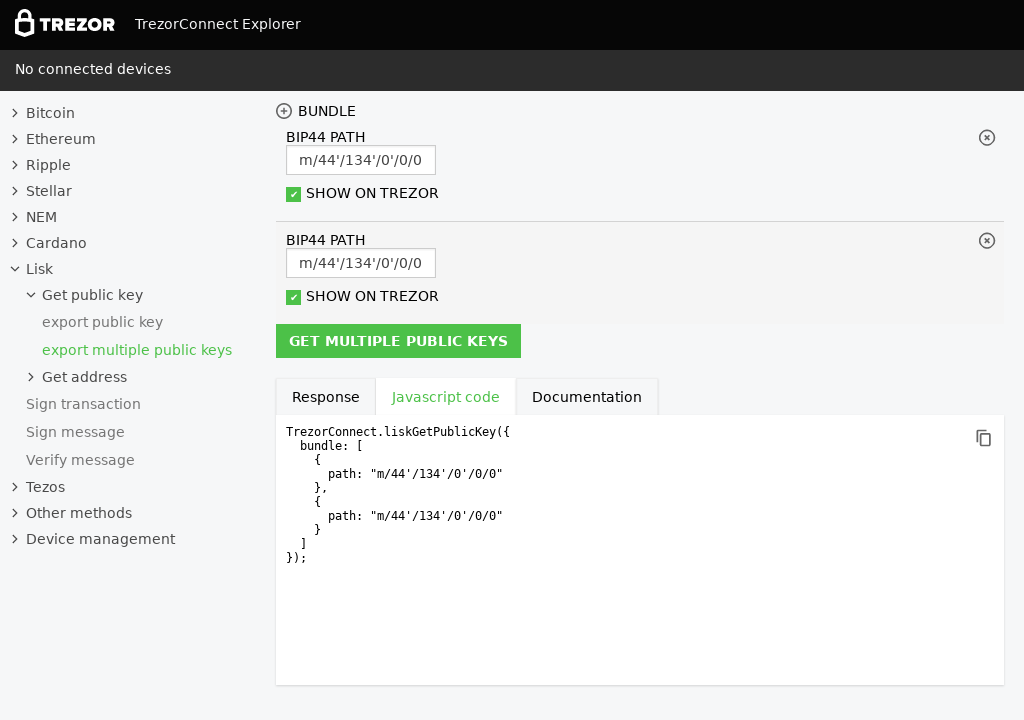 TREZOR TrezorConnect Explorer
No connected devices
Bitcoin
Ethereum
Ripple
Stellar
NEM
Cardano
Lisk
Get public key
export public key
export multiple public keys
Get address
Sign transaction
Sign message
Verify message
Tezos
Other methods
Device management
BUNDLE
BIP44 PATH
m/44'/134'/0'/0/0
SHOW ON TREZOR
BIP44 PATH
m/44'/134'/0'/0/0
SHOW ON TREZOR
GET MULTIPLE PUBLIC KEYS
Response Javascript code Documentation
TrezorConnect.liskGetPublicKey({
  bundle: [
    {
      path: "m/44'/134'/0'/0/0"
    },
    {
      path: "m/44'/134'/0'/0/0"
    }
  ]
});